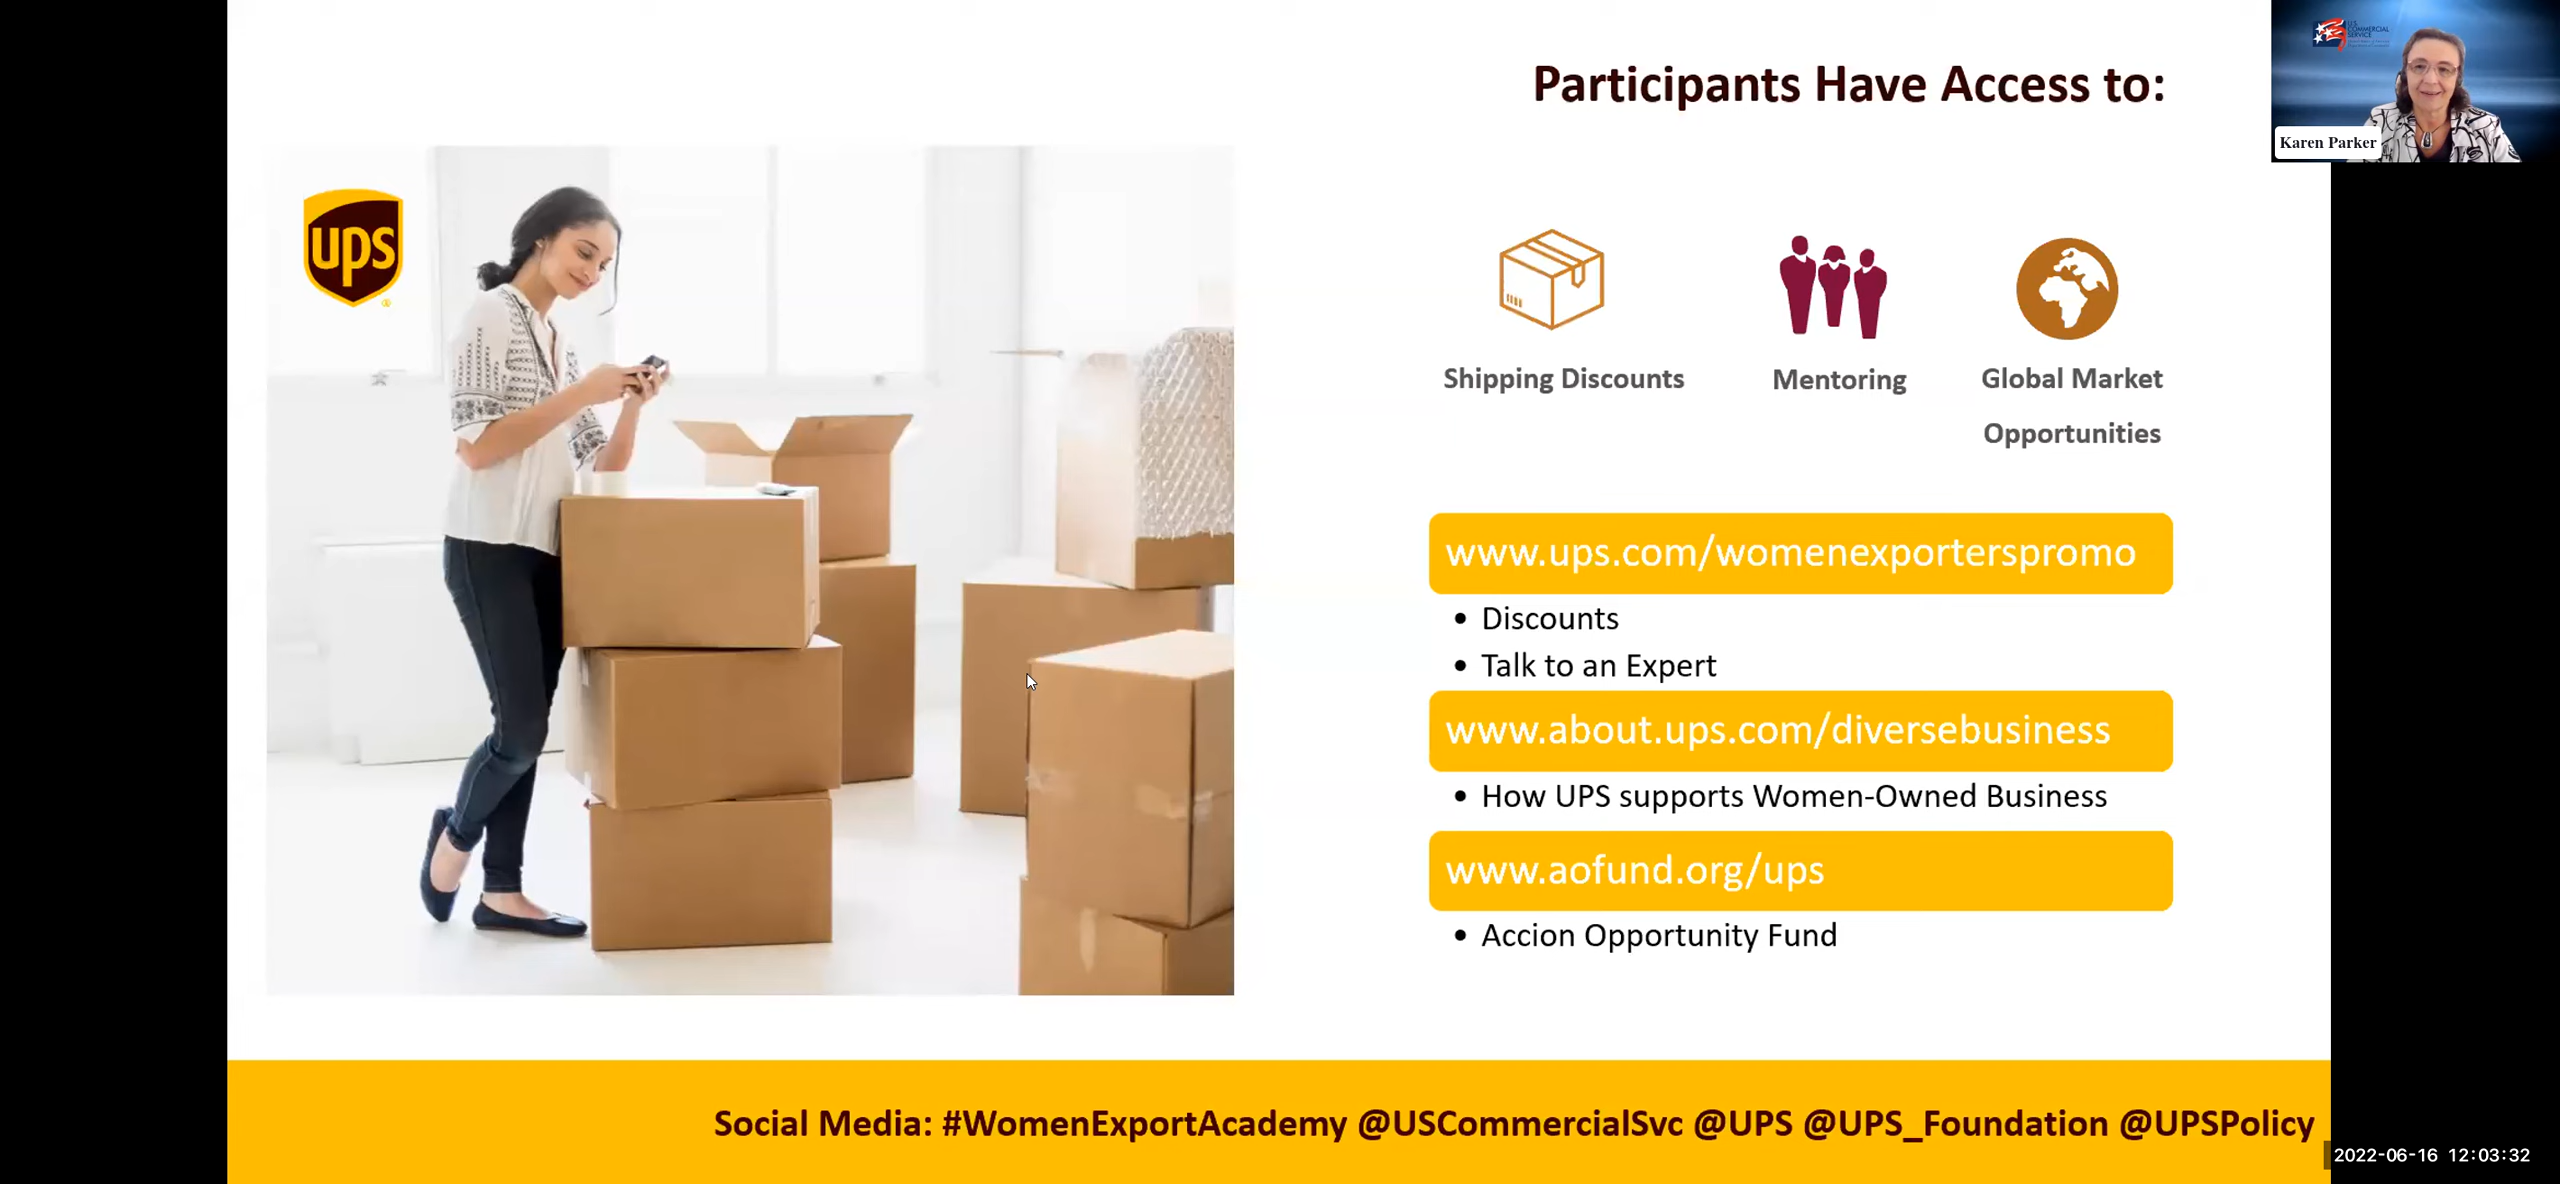 Participants Have Access to:
U.S.
COMMERCIAL
SERVICE
Karen Parker
ups
®
Shipping Discounts
Mentoring
Global Market
Opportunities
www.ups.com/womenexporterspromo
• Discounts
• Talk to an Expert
www.about.ups.com/diversebusiness
• How UPS supports Women-Owned Business
www.aofund.org/ups
• Accion Opportunity Fund
Social Media: #WomenExportAcademy @USCommercialSvc @UPS @UPS_Foundation @UPSPolicy
2022-06-16 12:03:32